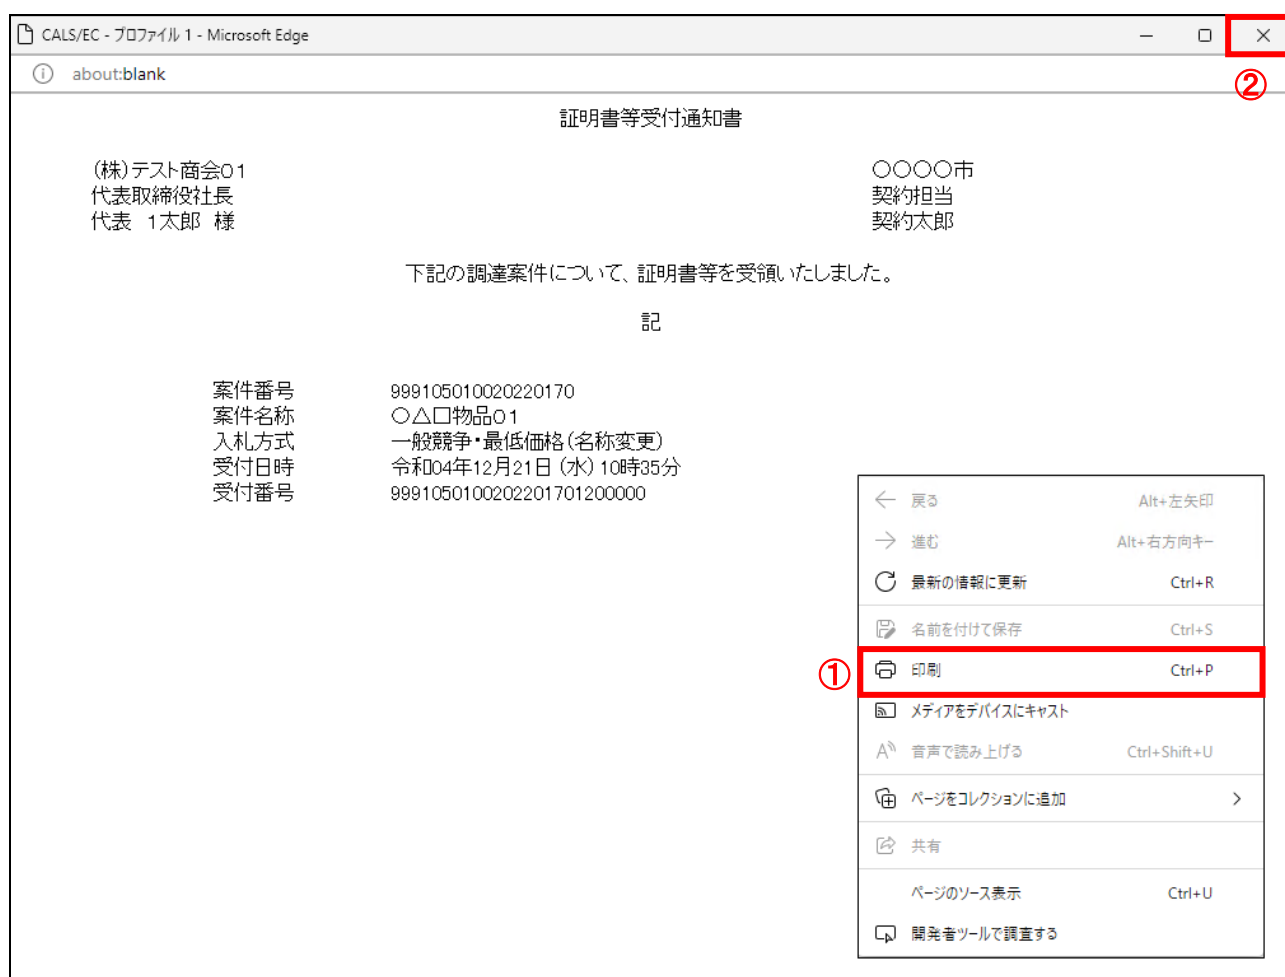 CALS/EC - プロファイル 1 - Microsoft Edge
②
about:blank
証明書等受付通知書
(株)テスト商会01
代表取締役社長
代表 1太郎 様
〇〇〇〇市
契約担当
契約太郎
下記の調達案件について、証明書等を受領いたしました。
記
案件番号 999105010020220170
案件名称 〇△口物品01
入札方式 一般競争・最低価格(名称変更)
受付日時 令和04年12月21日(水)10時35分
受付番号 9991050100202201701200000
戻る Alt+左矢印
進む Alt+右方向キー
最新の情報に更新 Ctrl+R
名前を付けて保存 Ctrl+S
① 印刷 Ctrl+P
メディアをデバイスにキャスト
音声で読み上げる Ctrl+Shift+U
ページをコレクションに追加
共有
ページのソース表示 Ctrl+U
開発者ツールで調査する